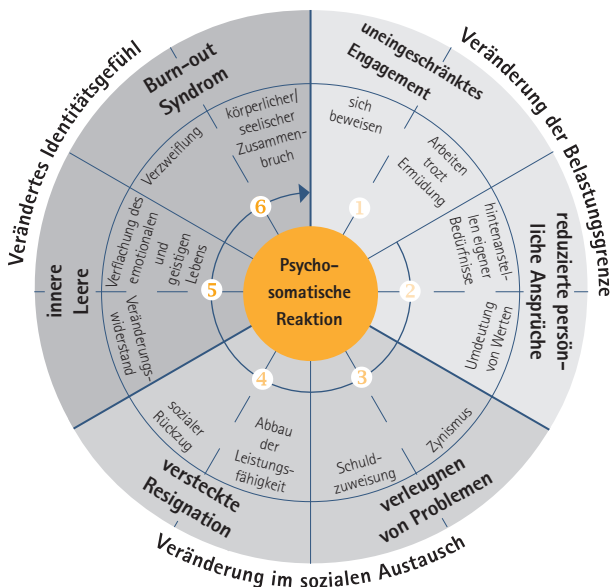 Veränderung der Belastungsgrenze
uneingeschränktes
Engagement
sich
beweisen
Arbeiten
trozt
Ermüdung
1
reduzierte persön-
liche Ansprüche
hintenanstel-
len eigener
Bedürfnisse
Umdeutung
von Werten
2
Veränderung im sozialen Austausch
verleugnen
von Problemen
Zynismus
Schuld-
zuweisung
3
versteckte
Resignation
Abbau
der
Leistungs-
fähigkeit
sozialer
Rückzug
4
Verändertes Identitätsgefühl
innere
Leere
Veränderungs-
widerstand
Verflachung des
emotionalen
und
geistigen
Lebens
5
Burn-out
Syndrom
Verzweiflung
körperlicher/
seelischer
Zusammen-
bruch
6
Psycho-
somatische
Reaktion